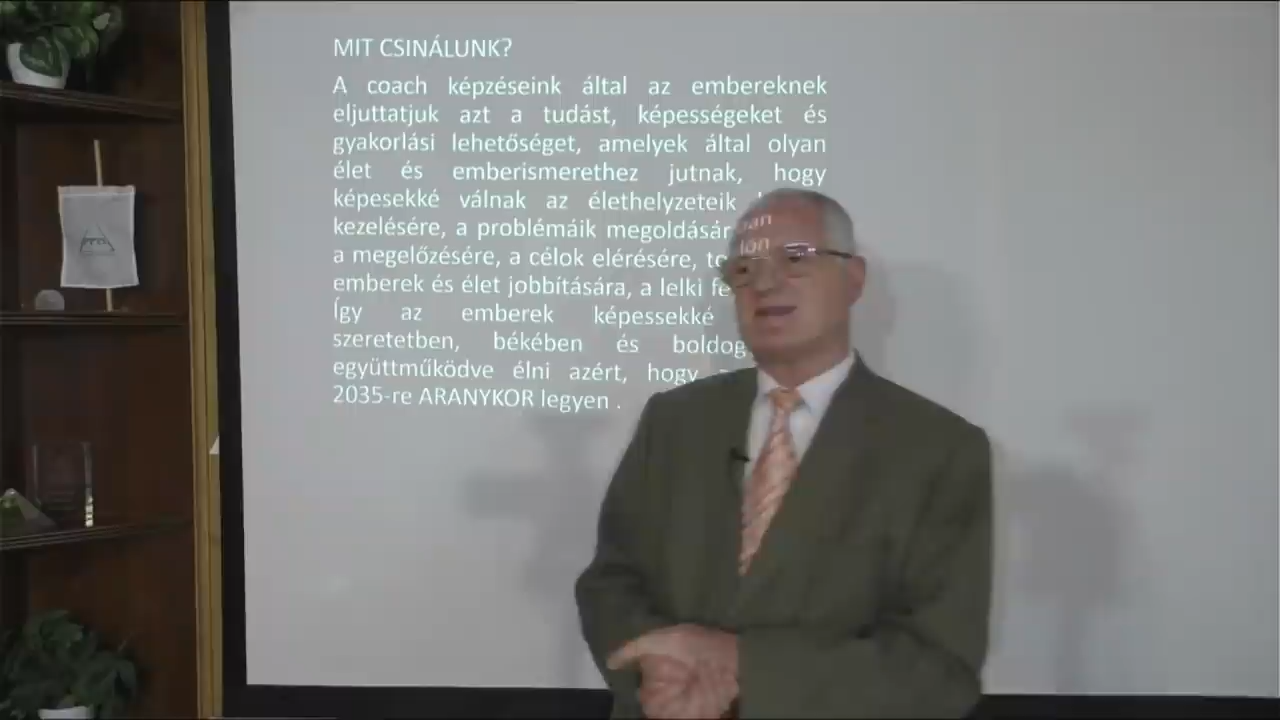 MIT CSINÁLUNK?
A coach képzéseink által az embereknek
eljuttatjuk azt a tudást, képességeket és
gyakorlási lehetőséget, amelyek által olyan
élet és emberismerethez jutnak, hogy
képesekké válnak az élethelyzeteik
kezelésére, a problémáik
a megelőzésére, a célok elérésére,
emberek és élet jobbítására, a lelki
Így az emberek képessekké
szeretetben, békében és
együttműködve élni azért, hogy
2035-re ARANYKOR legyen .